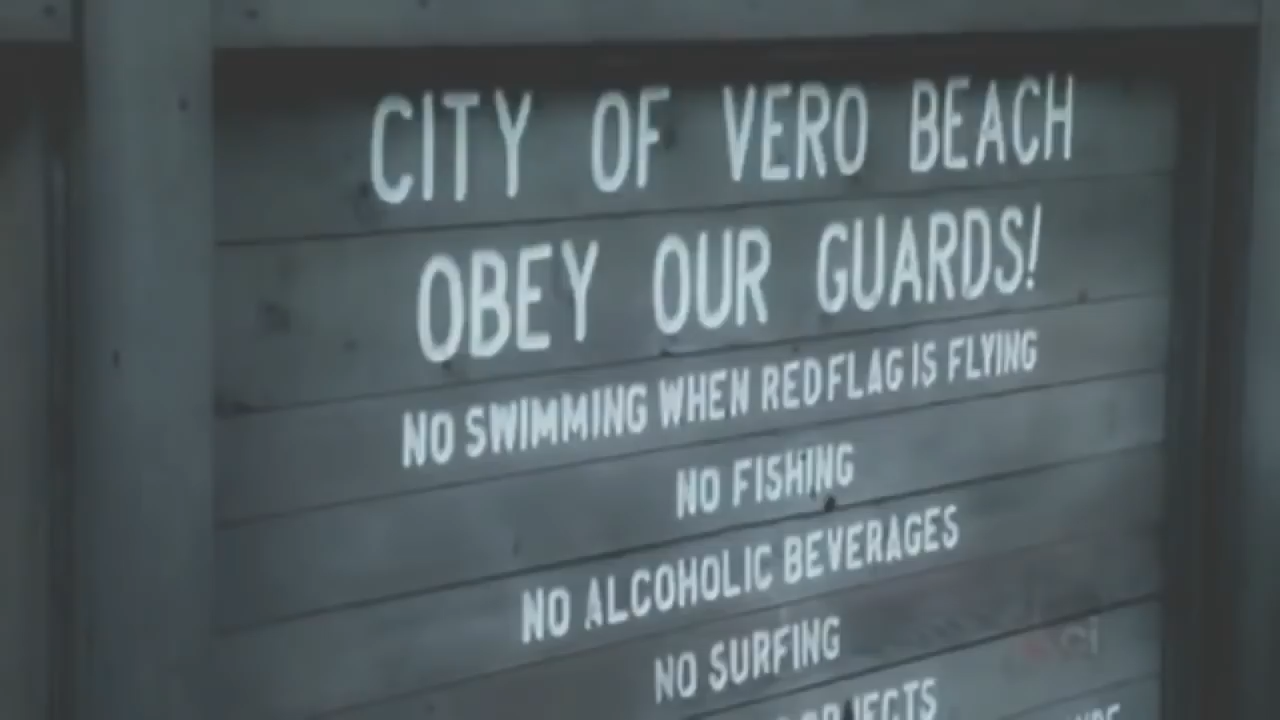 CITY OF VERO BEACH
OBEY OUR GUARDS!
NO SWIMMING WHEN RED FLAG IS FLYING
NO FISHING
NO ALCOHOLIC BEVERAGES
NO SURFING
OBJECTS